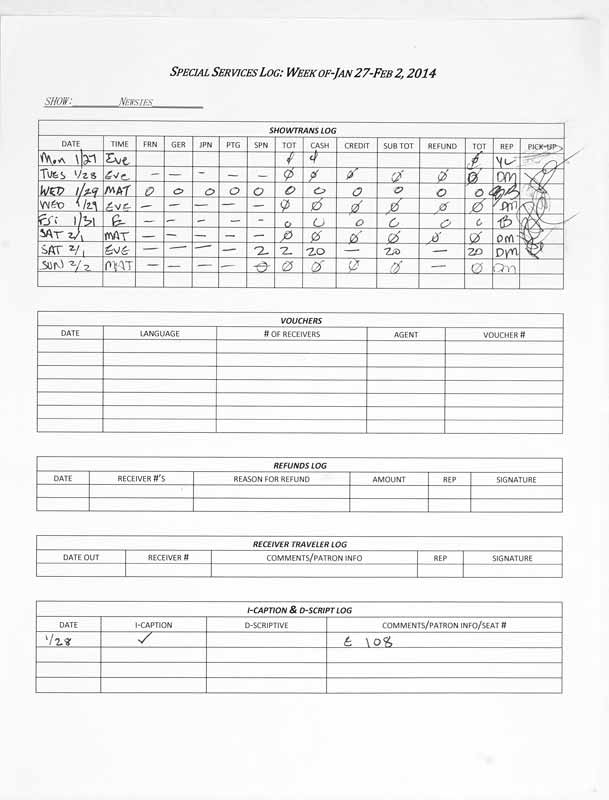 SPECIAL SERVICES LOG: WEEK OF-JAN 27-FEB 2, 2014
SHOW: NEWSIES
SHOWTRANS LOG
DATE TIME FRN GER JPN PTG SPN TOT CASH CREDIT SUB TOT REFUND TOT REP PICK-UP
Mon 1/27 Eve
TUES 1/28 Eve — — — — — Ø Ø Ø Ø Ø Ø DM
WED 1/29 MAT 0 0 0 0 0 0 0 0 0 0 0
WED 1/29 EVE — — — — — Ø Ø Ø Ø Ø Ø DM
Fri 1/31 E — — — — — 0 0 0 0 0 0 B
SAT 2/1 MAT — — — — — Ø Ø Ø Ø Ø Ø DM
SAT 2/1 EVE — — — — 2 2 20 — 20 — 20 DM
SUN 2/2 MAT — — — — Ø Ø Ø Ø Ø — Ø DM
VOUCHERS
DATE LANGUAGE # OF RECEIVERS AGENT VOUCHER #
REFUNDS LOG
DATE RECEIVER #'S REASON FOR REFUND AMOUNT REP SIGNATURE
RECEIVER TRAVELER LOG
DATE OUT RECEIVER # COMMENTS/PATRON INFO REP SIGNATURE
I-CAPTION & D-SCRIPT LOG
DATE I-CAPTION D-SCRIPTIVE COMMENTS/PATRON INFO/SEAT #
1/28 ✓ E 108